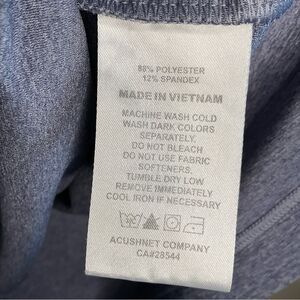 88% POLYESTER
12% SPANDEX
MADE IN VIETNAM
MACHINE WASH COLD
WASH DARK COLORS
SEPARATELY.
DO NOT BLEACH
DO NOT USE FABRIC
SOFTENERS.
TUMBLE DRY LOW
REMOVE IMMEDIATELY
COOL IRON IF NECESSARY
ACUSHNET COMPANY
CA#28544